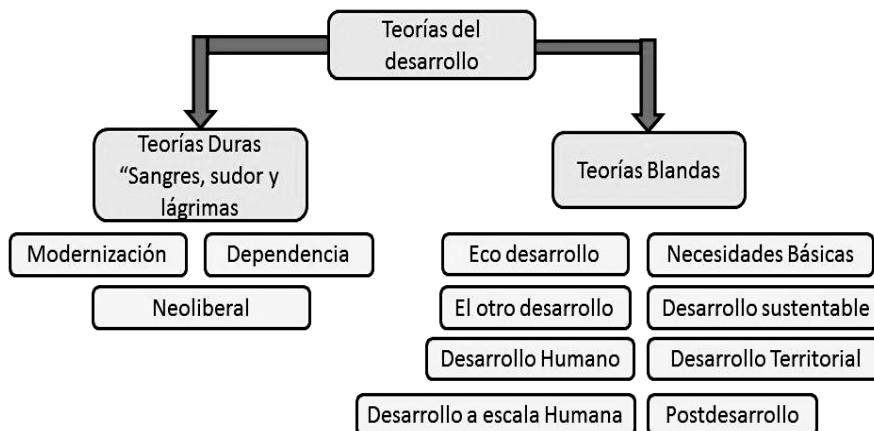 Teorías del
desarrollo
Teorías Duras
“Sangres, sudor y
lágrimas
Teorías Blandas
Modernización
Dependencia
Neoliberal
Eco desarrollo
Necesidades Básicas
El otro desarrollo
Desarrollo sustentable
Desarrollo Humano
Desarrollo Territorial
Desarrollo a escala Humana
Postdesarrollo